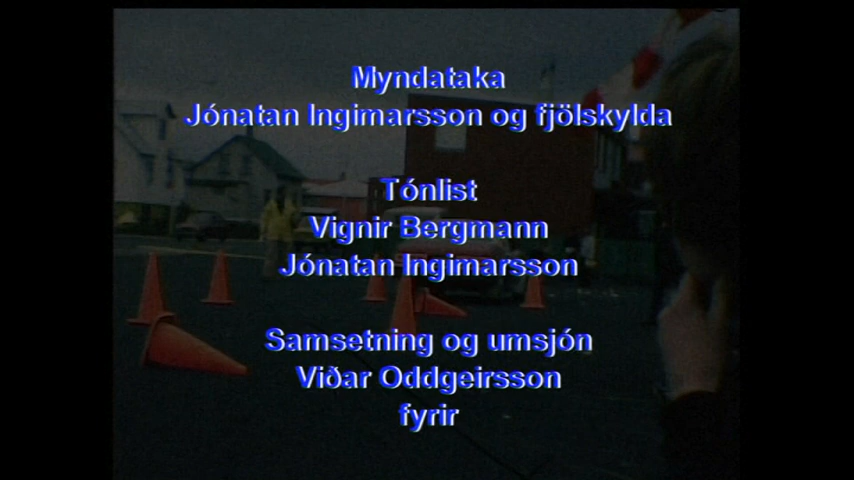 Myndataka
Jónatan Ingimarsson og fjölskylda
Tónlist
Vignir Bergmann
Jónatan Ingimarsson
Samsetning og umsjón
Viðar Oddgeirsson
fyrir